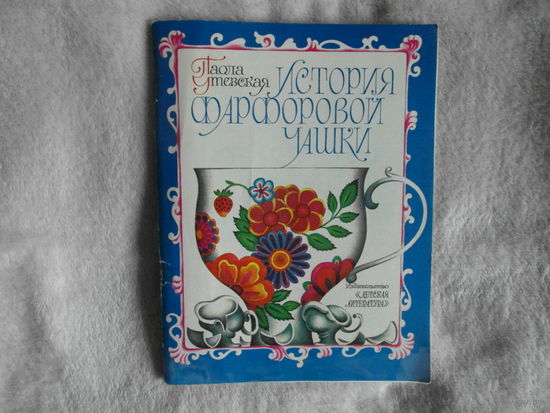 Паола
Утевская
История
фарфоровой
чашки
Издательство
«Детская
литература»